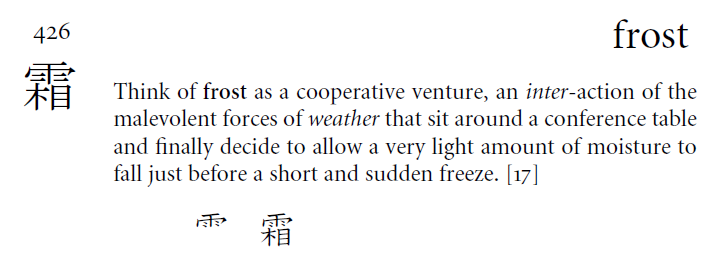 426
frost
霜
Think of frost as a cooperative venture, an inter-action of the
malevolent forces of weather that sit around a conference table
and finally decide to allow a very light amount of moisture to
fall just before a short and sudden freeze. [17]
⻗ 霜